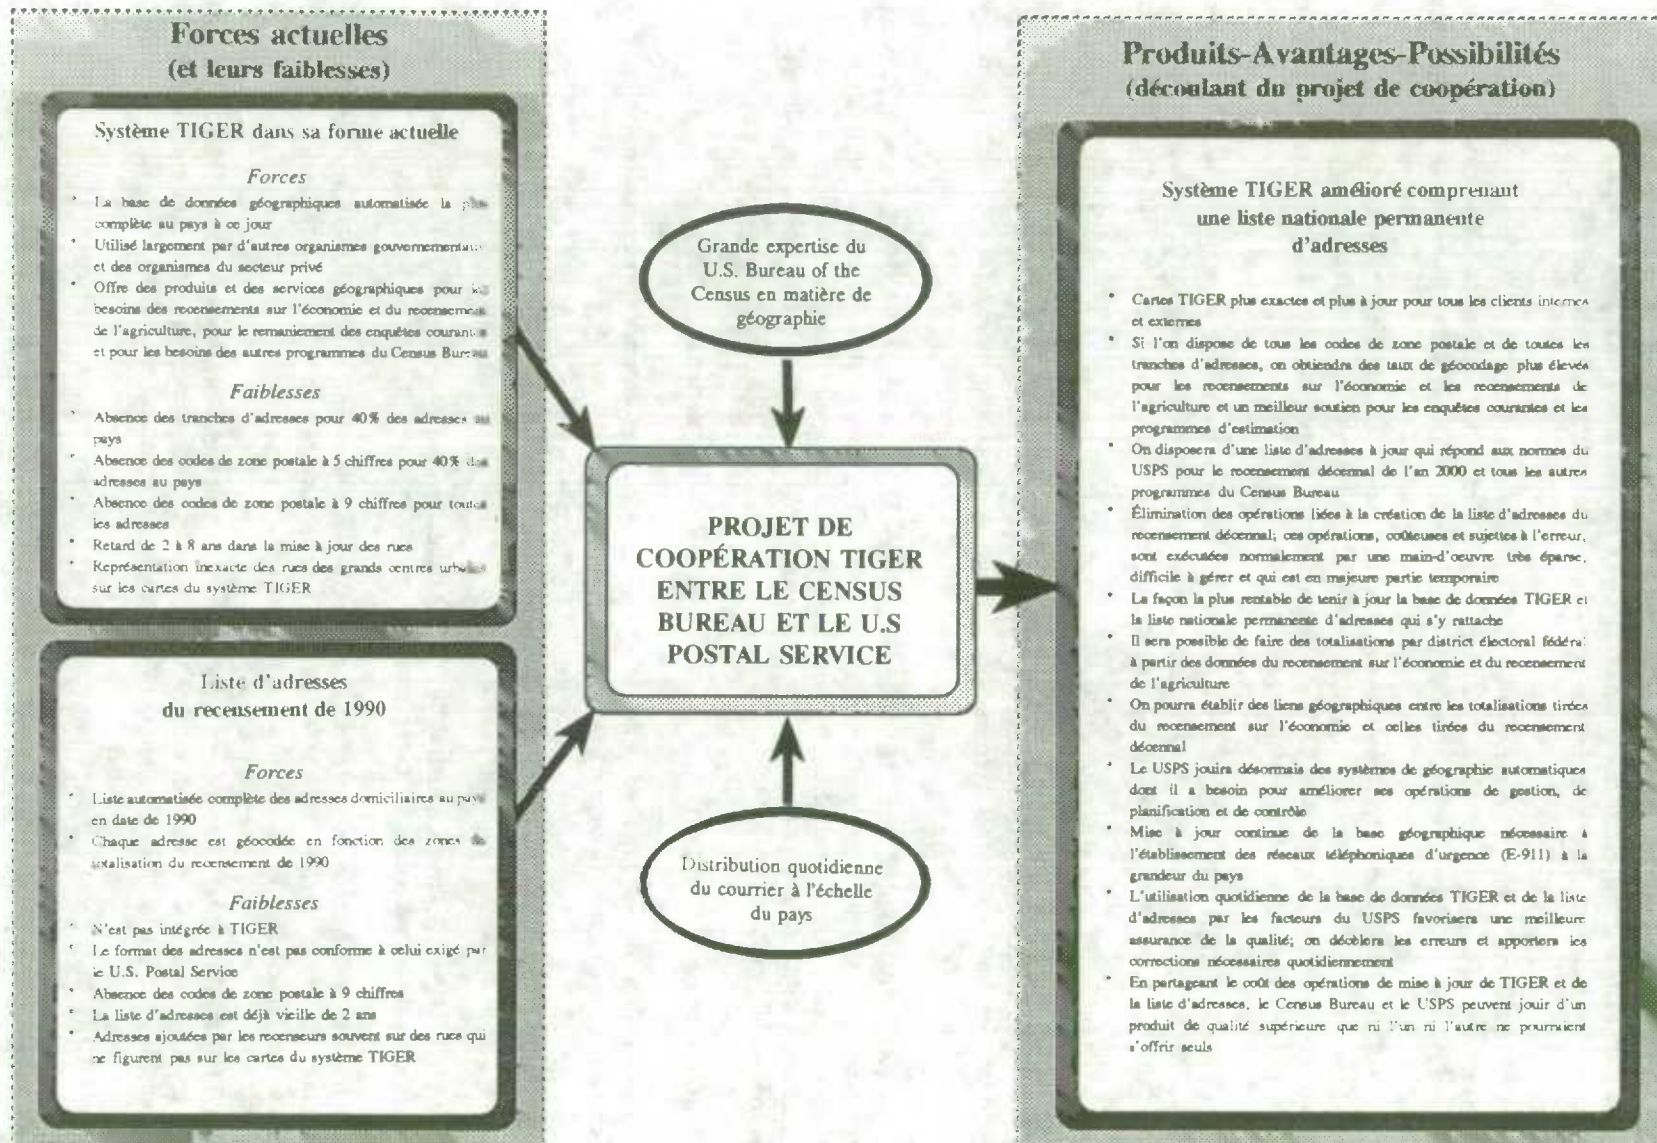 Forces actuelles
(et leurs faiblesses)
Système TIGER dans sa forme actuelle
Forces
* La base de données géographiques automatisée la plus
complète au pays à ce jour
* Utilisé largement par d'autres organismes gouvernementaux
et des organismes du secteur privé
* Offre des produits et des services géographiques pour les
besoins des recensements sur l'économie et du recensement
de l'agriculture, pour le remaniement des enquêtes courantes
et pour les besoins des autres programmes du Census Bureau
Faiblesses
* Absence des tranches d'adresses pour 40% des adresses au
pays
* Absence des codes de zone postale à 5 chiffres pour 40% des
adresses au pays
* Absence des codes de zone postale à 9 chiffres pour toutes
les adresses
* Retard de 2 à 8 ans dans la mise à jour des rues
* Représentation inexacte des rues des grands centres urbains
sur les cartes du système TIGER
Liste d'adresses
du recensement de 1990
Forces
* Liste automatisée complète des adresses domiciliaires au pays
en date de 1990
* Chaque adresse est géocodée en fonction des zones de
totalisation du recensement de 1990
Faiblesses
* N'est pas intégrée à TIGER
* Le format des adresses n'est pas conforme à celui exigé par
le U.S. Postal Service
* Absence des codes de zone postale à 9 chiffres
* La liste d'adresses est déjà vieille de 2 ans
* Adresses ajoutées par les recenseurs souvent sur des rues qui
ne figurent pas sur les cartes du système TIGER
Grande expertise du
U.S. Bureau of the
Census en matière de
géographie
PROJET DE
COOPÉRATION TIGER
ENTRE LE CENSUS
BUREAU ET LE U.S
POSTAL SERVICE
Distribution quotidienne
du courrier à l'échelle
du pays
Produits-Avantages-Possibilités
(découlant du projet de coopération)
Système TIGER amélioré comprenant
une liste nationale permanente
d'adresses
* Cartes TIGER plus exactes et plus à jour pour tous les clients internes
et externes
* Si l'on dispose de tous les codes de zone postale et de toutes les
tranches d'adresses, on obtiendra des taux de géocodage plus élevés
pour les recensements sur l'économie et les recensements de
l'agriculture et un meilleur soutien pour les enquêtes courantes et les
programmes d'estimation
* On disposera d'une liste d'adresses à jour qui répond aux normes du
USPS pour le recensement décennal de l'an 2000 et tous les autres
programmes du Census Bureau
* Élimination des opérations liées à la création de la liste d'adresses du
recensement décennal; ces opérations, coûteuses et sujettes à l'erreur,
sont exécutées normalement par une main-d'oeuvre très éparse,
difficile à gérer et qui est en majeure partie temporaire
* La façon la plus rentable de tenir à jour la base de données TIGER et
la liste nationale permanente d'adresses qui s'y rattache
* Il sera possible de faire des totalisations par district électoral fédéral
à partir des données du recensement sur l'économie et du recensement
de l'agriculture
* On pourra établir des liens géographiques entre les totalisations tirées
du recensement sur l'économie et celles tirées du recensement
décennal
* Le USPS jouira désormais des systèmes de géographie automatiques
dont il a besoin pour améliorer ses opérations de gestion, de
planification et de contrôle
* Mise à jour continue de la base géographique nécessaire à
l'établissement des réseaux téléphoniques d'urgence (E-911) à la
grandeur du pays
* L'utilisation quotidienne de la base de données TIGER et de la liste
d'adresses par les facteurs du USPS favorisera une meilleure
assurance de la qualité; on décèlera les erreurs et apportera les
corrections nécessaires quotidiennement
* En partageant le coût des opérations de mise à jour de TIGER et de
la liste d'adresses, le Census Bureau et le USPS peuvent jouir d'un
produit de qualité supérieure que ni l'un ni l'autre ne pourraient
s'offrir seuls